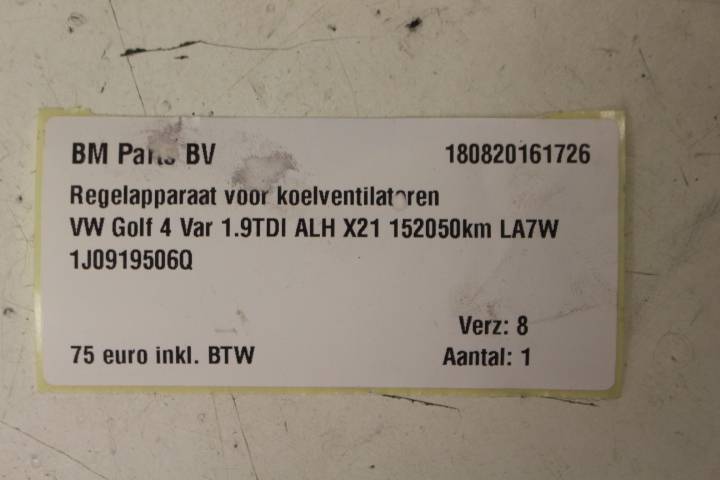 BM Parts BV 180820161726
Regelapparaat voor koelventilatoren
VW Golf 4 Var 1.9TDI ALH X21 152050km LA7W
1J0919506Q
Verz: 8
75 euro inkl. BTW Aantal: 1